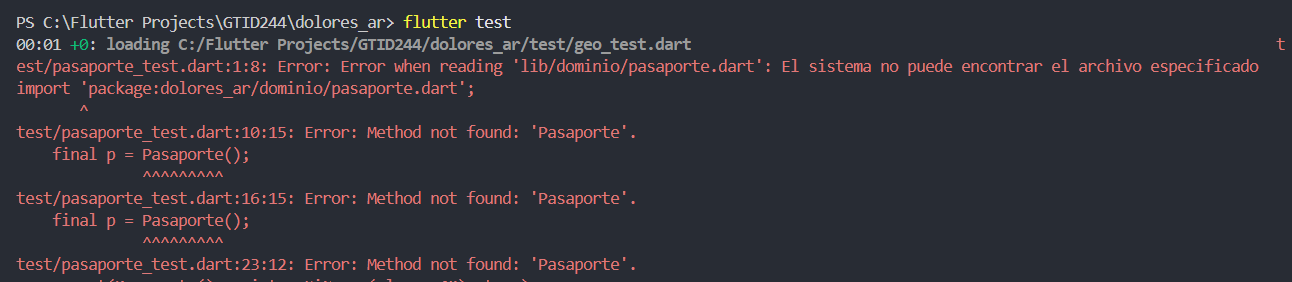 PS C:\Flutter Projects\GTID244\dolores_ar> flutter test
00:01 +0: loading C:/Flutter Projects/GTID244/dolores_ar/test/geo_test.dart t
est/pasaporte_test.dart:1:8: Error: Error when reading 'lib/dominio/pasaporte.dart': El sistema no puede encontrar el archivo especificado
import 'package:dolores_ar/dominio/pasaporte.dart';
^
test/pasaporte_test.dart:10:15: Error: Method not found: 'Pasaporte'.
final p = Pasaporte();
^^^^^^^^^
test/pasaporte_test.dart:16:15: Error: Method not found: 'Pasaporte'.
final p = Pasaporte();
^^^^^^^^^
test/pasaporte_test.dart:23:12: Error: Method not found: 'Pasaporte'.